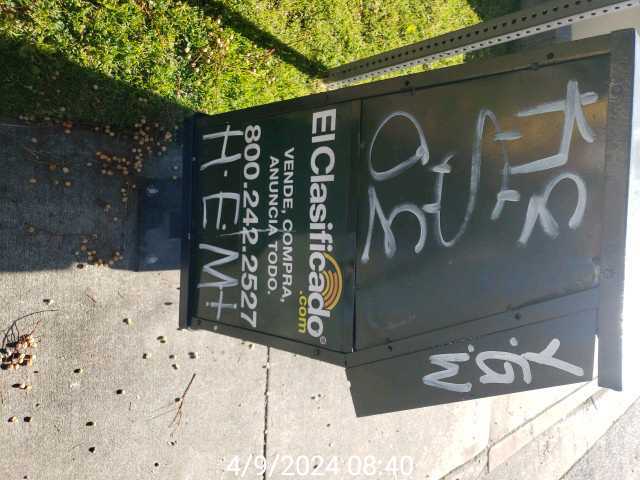 Y.G.W
ElClasificado®
.com
VENDE, COMPRA,
ANUNCIA TODO.
800.242.2527
H.E.M
4/9/2024 08:40